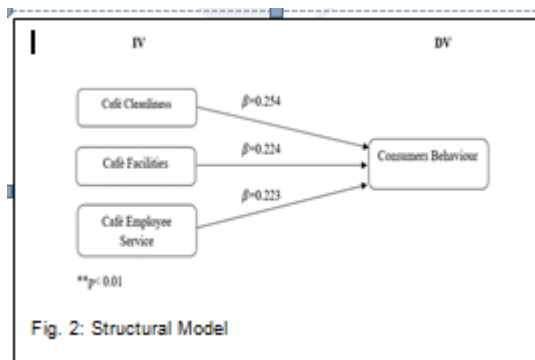 IV DV
Café Cleanliness
β=0.254
Café Facilities
β=0.224
Consumers Behaviour
Café Employee
Service
β=0.223
**p< 0.01
Fig. 2: Structural Model